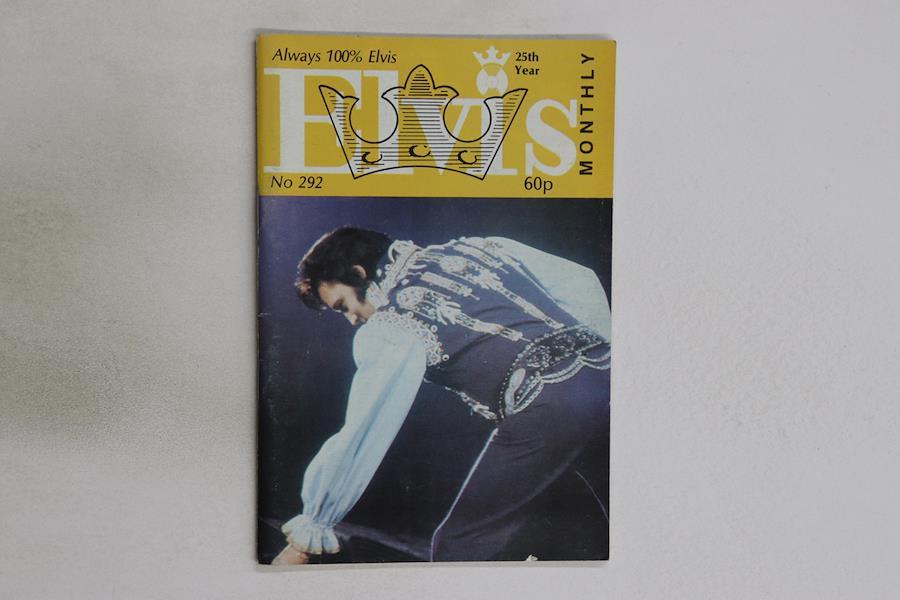 Always 100% Elvis
25th
Year
Elvis
MONTHLY
No 292
60p